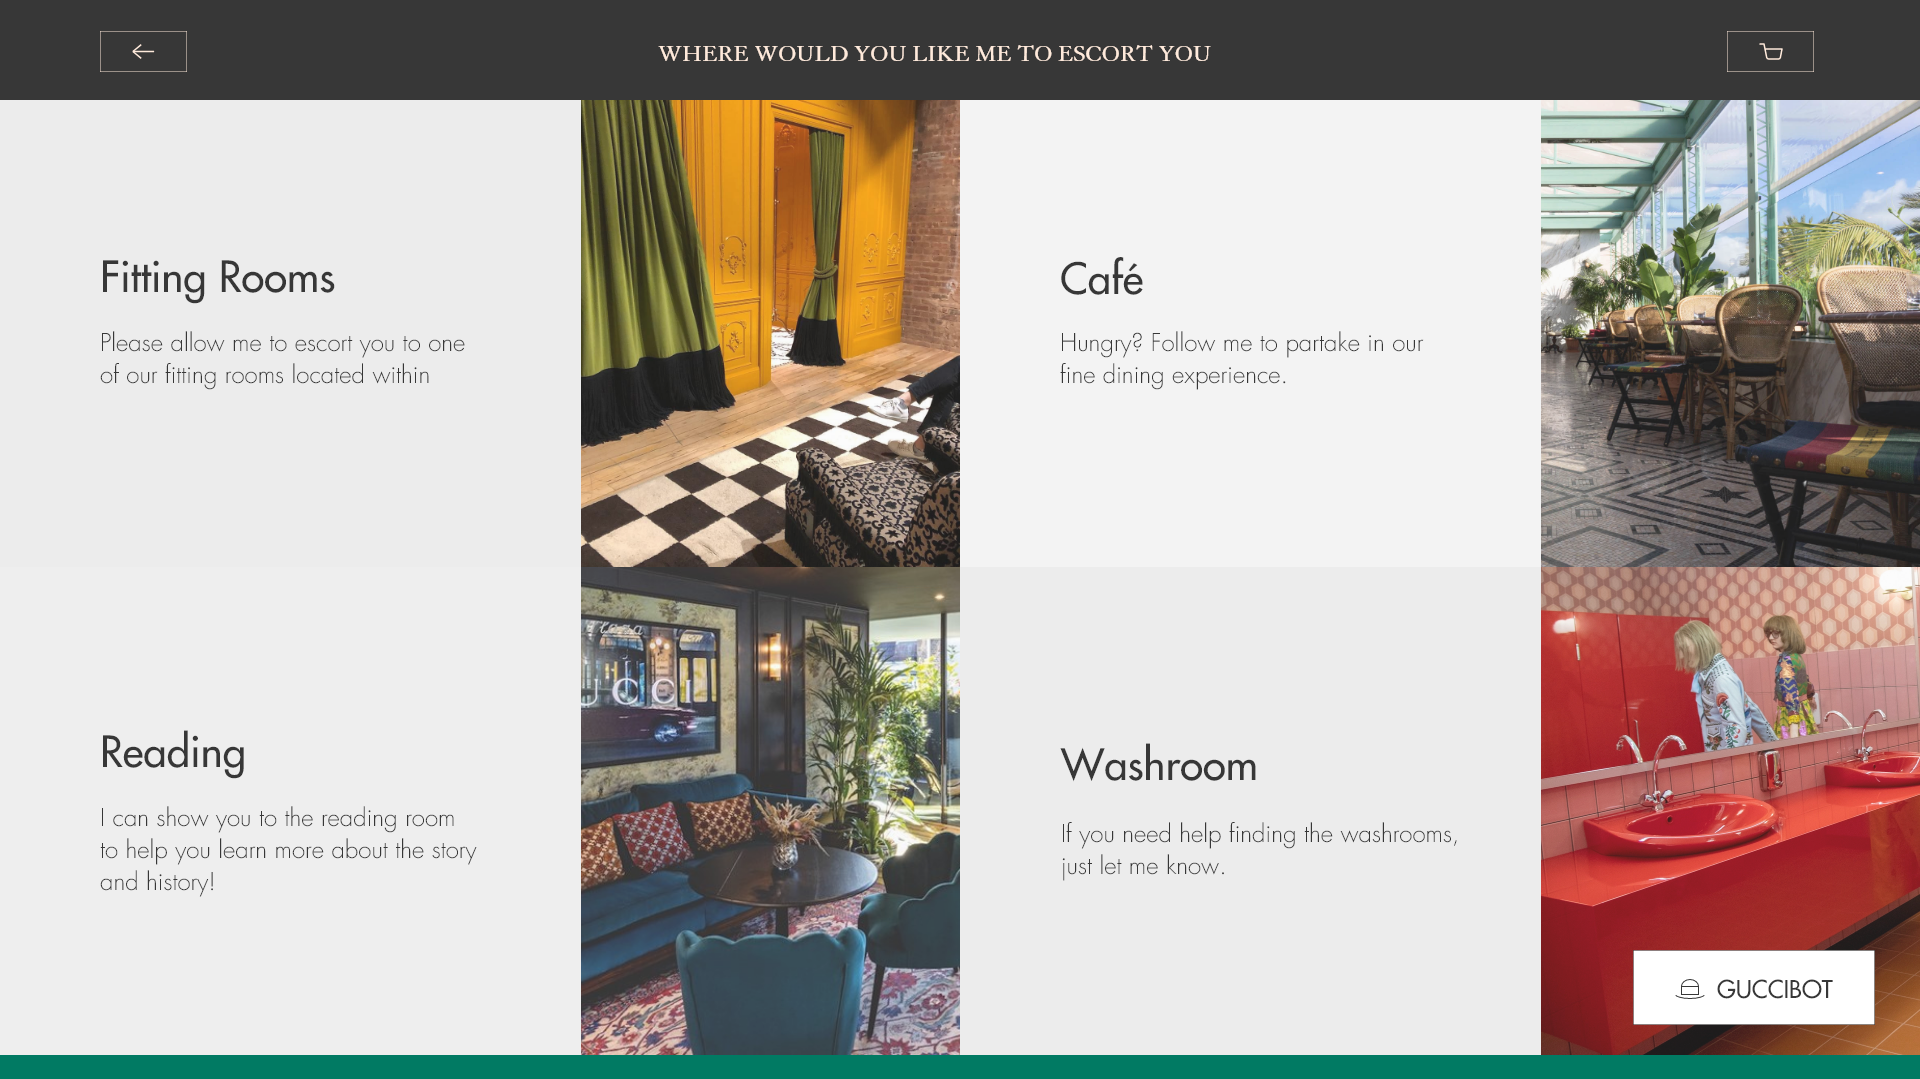 WHERE WOULD YOU LIKE ME TO ESCORT YOU
Fitting Rooms
Please allow me to escort you to one
of our fitting rooms located within
Café
Hungry? Follow me to partake in our
fine dining experience.
Reading
I can show you to the reading room
to help you learn more about the story
and history!
UCCI
Washroom
If you need help finding the washrooms,
just let me know.
GUCCIBOT